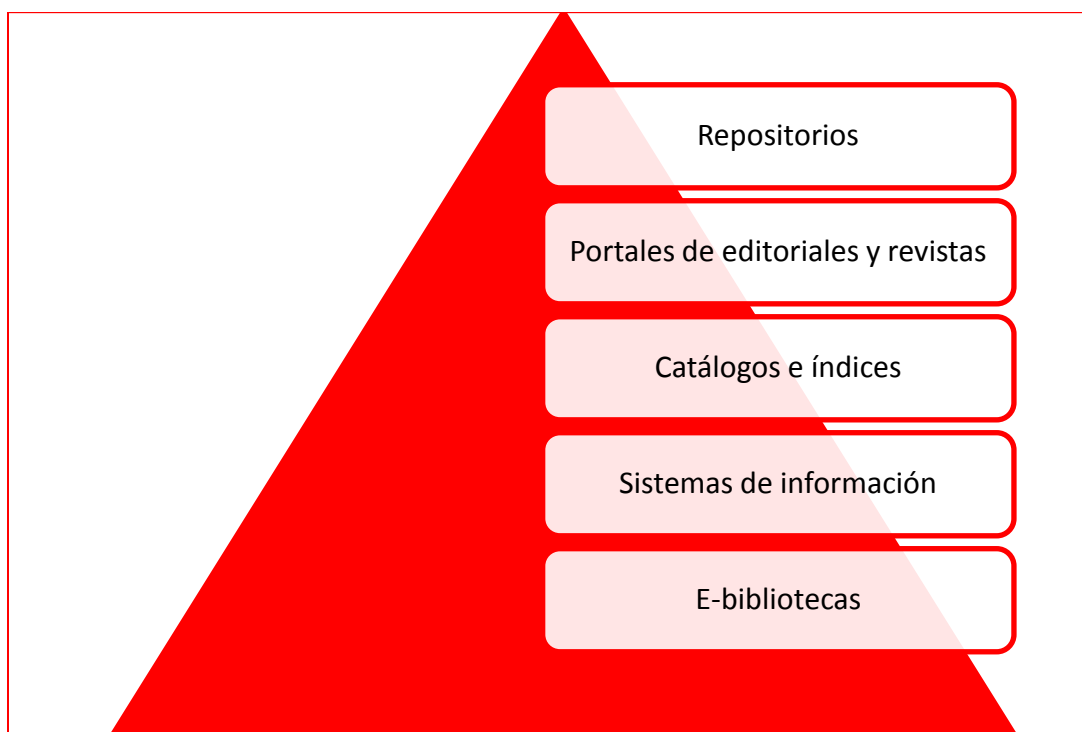 Repositorios
Portales de editoriales y revistas
Catálogos e índices
Sistemas de información
E-bibliotecas